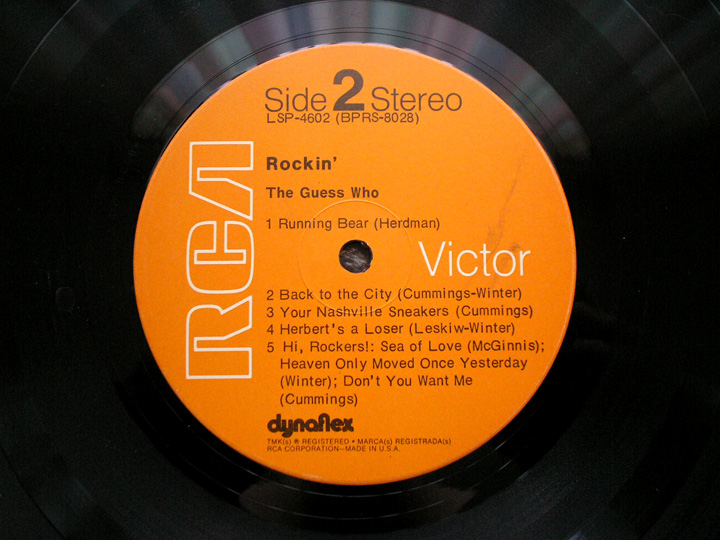 Side 2 Stereo
LSP-4602 (BPRS-8028)
RCA
Rockin'
The Guess Who
1 Running Bear (Herdman)
Victor
2 Back to the City (Cummings-Winter)
3 Your Nashville Sneakers (Cummings)
4 Herbert's a Loser (Leskiw-Winter)
5 Hi, Rockers!: Sea of Love (McGinnis);
Heaven Only Moved Once Yesterday
(Winter); Don't You Want Me
(Cummings)
dynaflex
TMK(s) ® REGISTERED • MARCA(s) REGISTRADA(s)
RCA CORPORATION—MADE IN U.S.A.